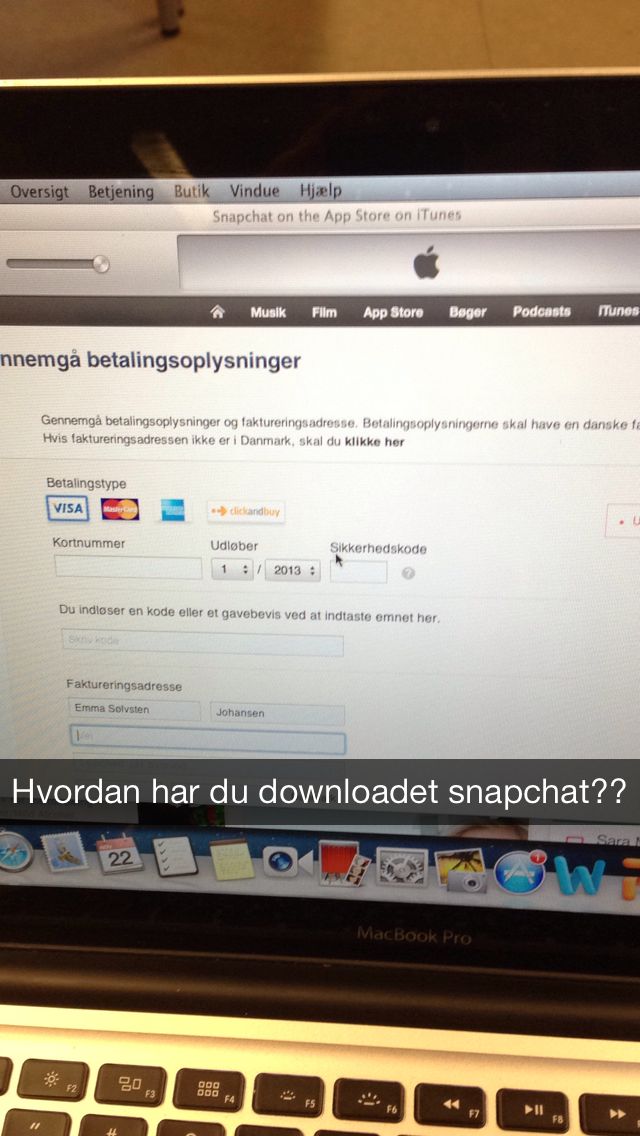 Oversigt Betjening Butik Vindue Hjælp
Snapchat on the App Store on iTunes
Musik Film App Store Bøger Podcasts iTunes
nnemgå betalingsoplysninger
Gennemgå betalingsoplysninger og faktureringsadresse. Betalingsoplysningerne skal have en danske fa
Hvis faktureringsadressen ikke er i Danmark, skal du klikke her
Betalingstype
VISA MasterCard clickandbuy
Kortnummer Udløber Sikkerhedskode
1 / 2013 ?
Du indløser en kode eller et gavebevis ved at indtaste emnet her.
Skriv kode
Faktureringsadresse
Emma Sølvsten Johansen
Vej
Hvordan har du downloadet snapchat??
Sara
NOV
22
1
W
MacBook Pro
F2 F3 F4 F5 F6 F7 F8
" #